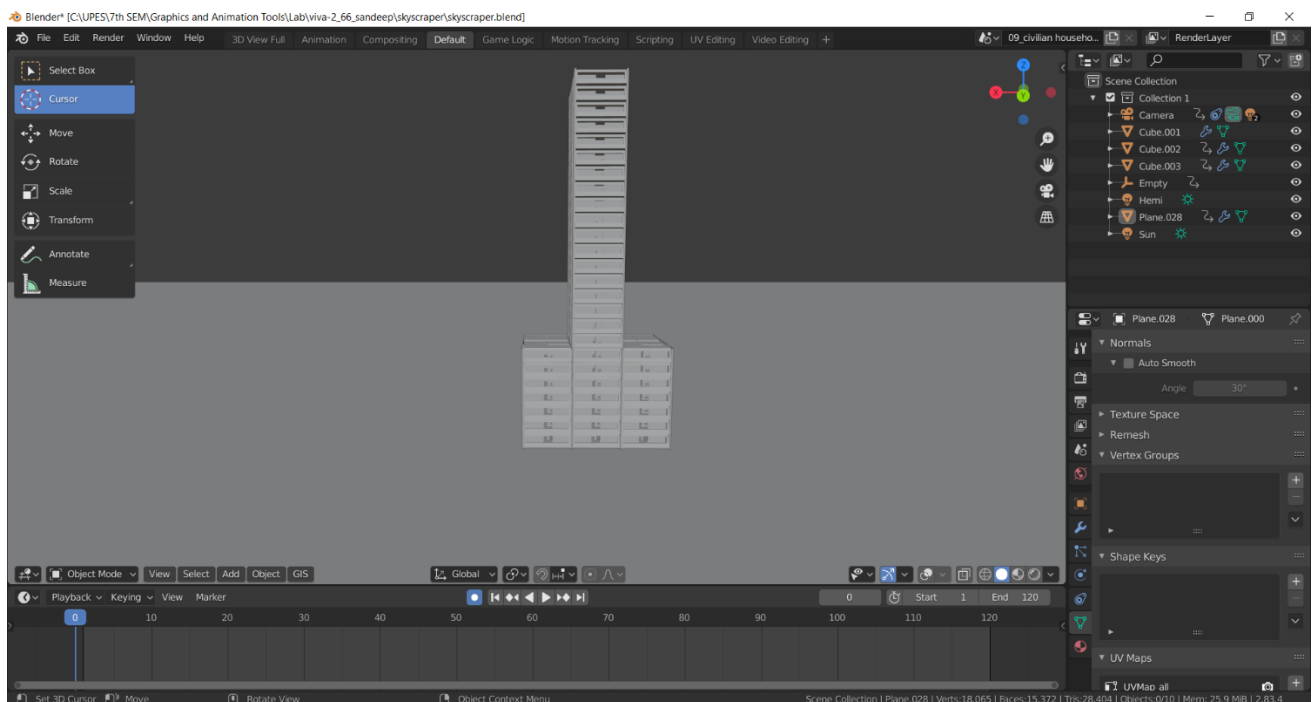 Blender* [C:\UPES\7th SEM\Graphics and Animation Tools\Lab\viva-2_66_sandeep\skyscraper\skyscraper.blend]
File Edit Render Window Help 3D View Full Animation Compositing Default Game Logic Motion Tracking Scripting UV Editing Video Editing + 09_civilian househo... RenderLayer
Select Box
Cursor
Move
Rotate
Scale
Transform
Annotate
Measure
Z
X
Y
Scene Collection
Collection 1
Camera 2
Cube.001
Cube.002
Cube.003
Empty
Hemi
Plane.028
Sun
Plane.028 Plane.000
Normals
Auto Smooth
Angle 30°
Texture Space
Remesh
Vertex Groups
Shape Keys
UV Maps
UVMap_all
Object Mode View Select Add Object GIS Global
Playback Keying View Marker 0 Start 1 End 120
0 10 20 30 40 50 60 70 80 90 100 110 120
Set 3D Cursor Move Rotate View Object Context Menu Scene Collection | Plane.028 | Verts:18,065 | Faces:15,372 | Tris:28,404 | Objects:0/10 | Mem: 25.9 MiB | 2.83.4